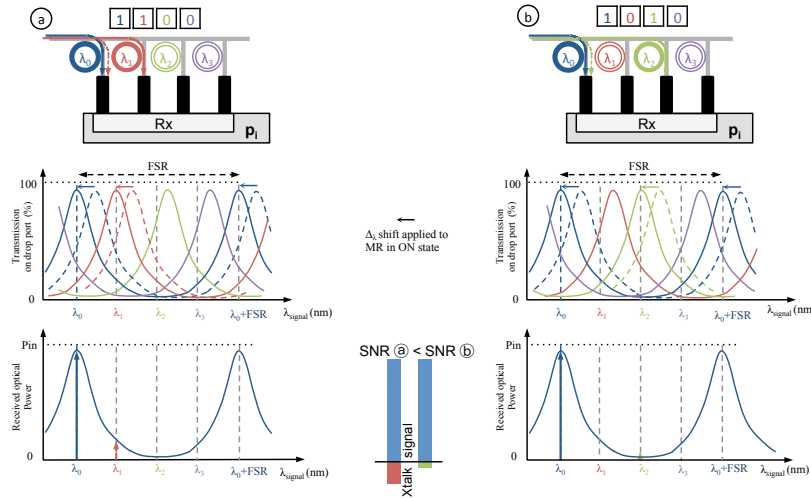 a
1 1 0 0
λ0 λ1 λ2 λ3
Rx
pi
FSR
100
Transmission
on drop port (%)
0
λ0 λ1 λ2 λ3 λ0+FSR λsignal (nm)
Pin
Received optical
Power
0
λ0 λ1 λ2 λ3 λ0+FSR λsignal (nm)
Δλ shift applied to
MR in ON state
SNR ⓐ < SNR ⓑ
signal
Xtalk
b
1 0 1 0
λ0 λ1 λ2 λ3
Rx
pi
FSR
100
Transmission
on drop port (%)
0
λ0 λ1 λ2 λ3 λ0+FSR λsignal (nm)
Pin
Received optical
Power
0
λ0 λ1 λ2 λ3 λ0+FSR λsignal (nm)